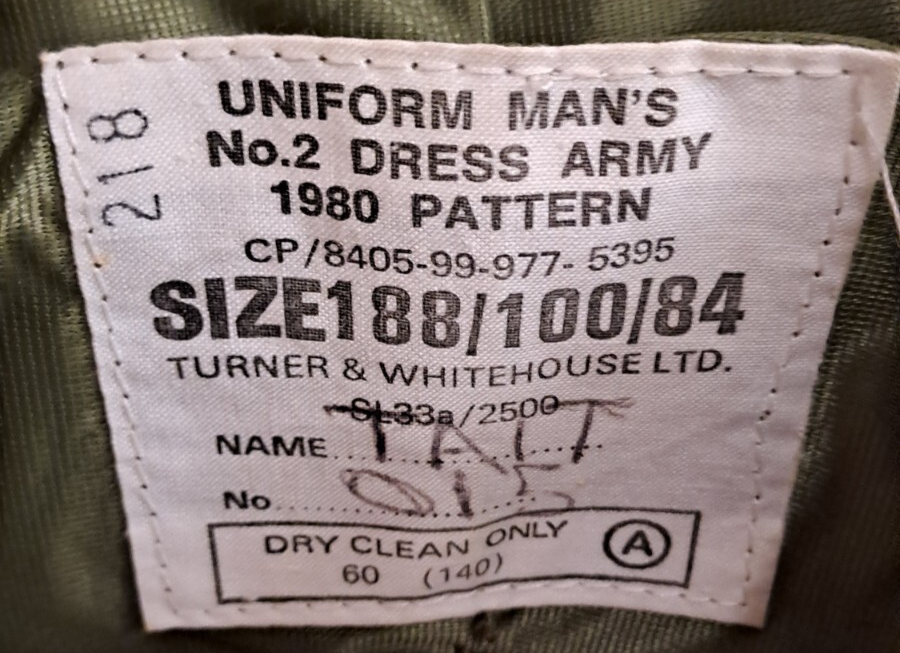 218
UNIFORM MAN'S
No.2 DRESS ARMY
1980 PATTERN
CP/8405-99-977-5395
SIZE188/100/84
TURNER & WHITEHOUSE LTD.
SL33a/2500
NAME TAIT
No 015
DRY CLEAN ONLY
60 (140)
A